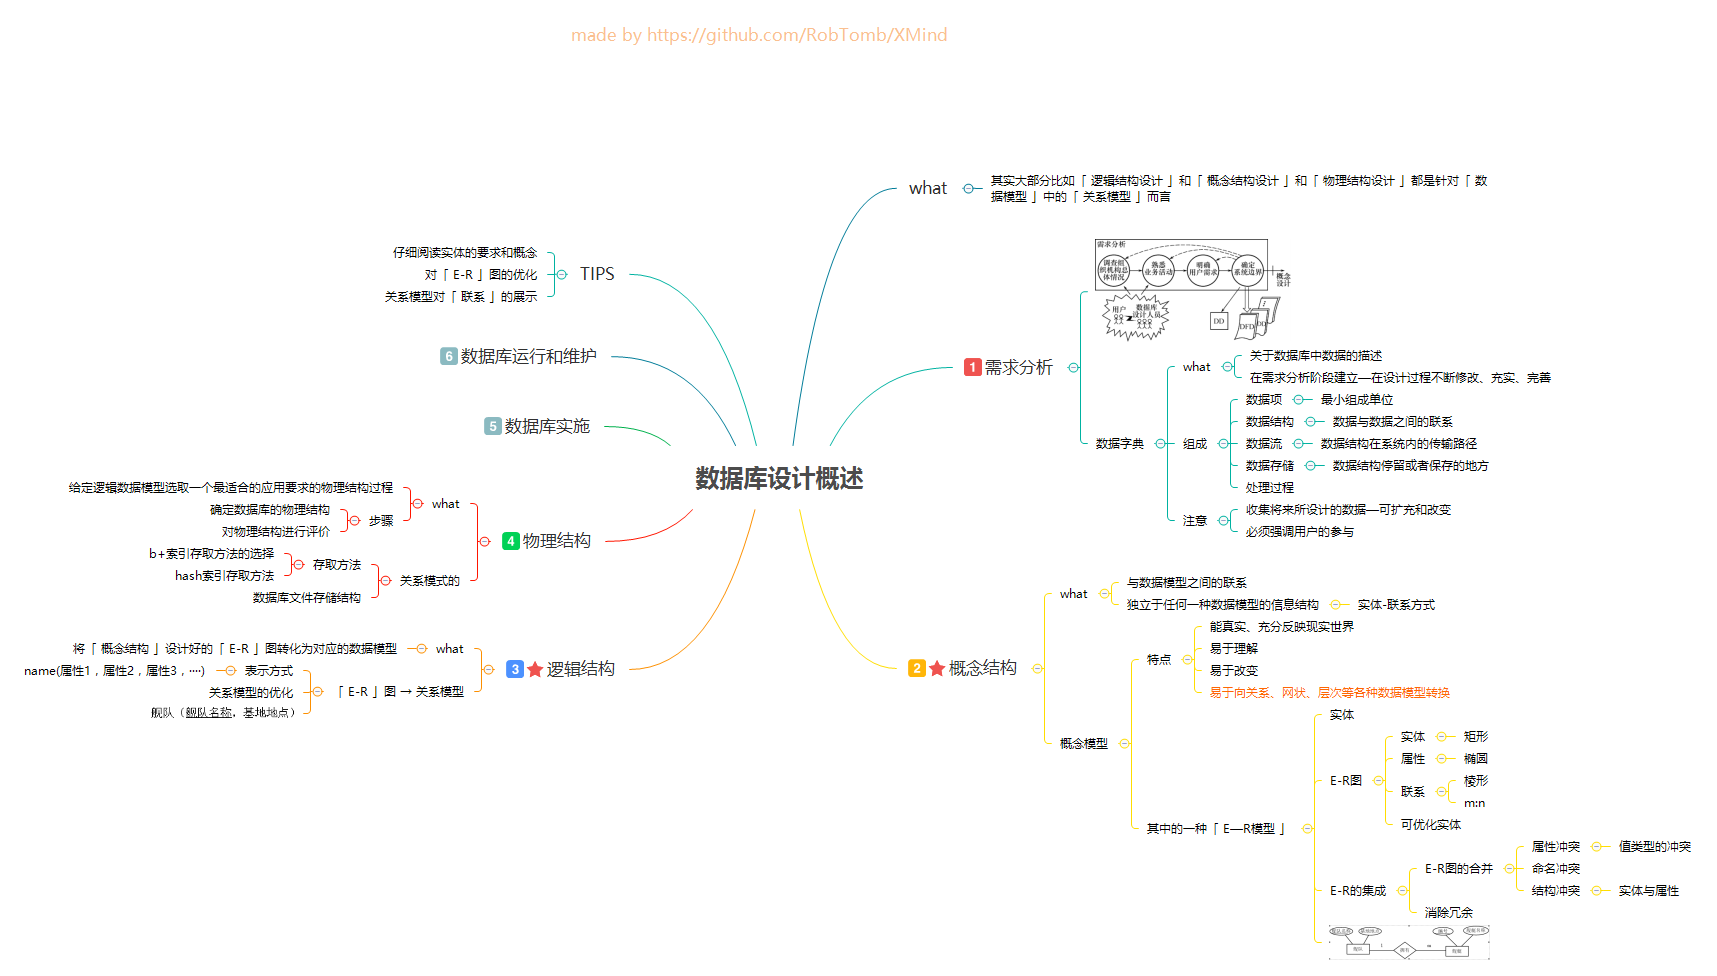 made by https://github.com/RobTomb/XMind
数据库设计概述
what
其实大部分比如「 逻辑结构设计 」和「 概念结构设计 」和「 物理结构设计 」都是针对「 数
据模型 」中的「 关系模型 」而言
1
需求分析
需求分析
调查组
织机构总
体情况
熟悉
业务活动
明确
用户需求
确定
系统边界
概念
设计
用户
数据库
设计人员
DD
DFD
DD
数据字典
what
关于数据库中数据的描述
在需求分析阶段建立—在设计过程不断修改、充实、完善
组成
数据项
最小组成单位
数据结构
数据与数据之间的联系
数据流
数据结构在系统内的传输路径
数据存储
数据结构停留或者保存的地方
处理过程
注意
收集将来所设计的数据—可扩充和改变
必须强调用户的参与
2
概念结构
what
与数据模型之间的联系
独立于任何一种数据模型的信息结构
实体-联系方式
概念模型
特点
能真实、充分反映现实世界
易于理解
易于改变
易于向关系、网状、层次等各种数据模型转换
其中的一种「 E—R模型 」
实体
E-R图
实体
矩形
属性
椭圆
联系
棱形
m:n
可优化实体
E-R的集成
E-R图的合并
属性冲突
值类型的冲突
命名冲突
结构冲突
实体与属性
消除冗余
舰队
1
拥有
m
3
逻辑结构
what
将「 概念结构 」设计好的「 E-R 」图转化为对应的数据模型
「 E-R 」图 → 关系模型
表示方式
name(属性1，属性2，属性3，····)
关系模型的优化
舰队（舰队名称，基地地点）
4
物理结构
what
给定逻辑数据模型选取一个最适合的应用要求的物理结构过程
步骤
确定数据库的物理结构
对物理结构进行评价
关系模式的
存取方法
b+索引存取方法的选择
hash索引存取方法
数据库文件存储结构
5
数据库实施
6
数据库运行和维护
TIPS
仔细阅读实体的要求和概念
对「 E-R 」图的优化
关系模型对「 联系 」的展示